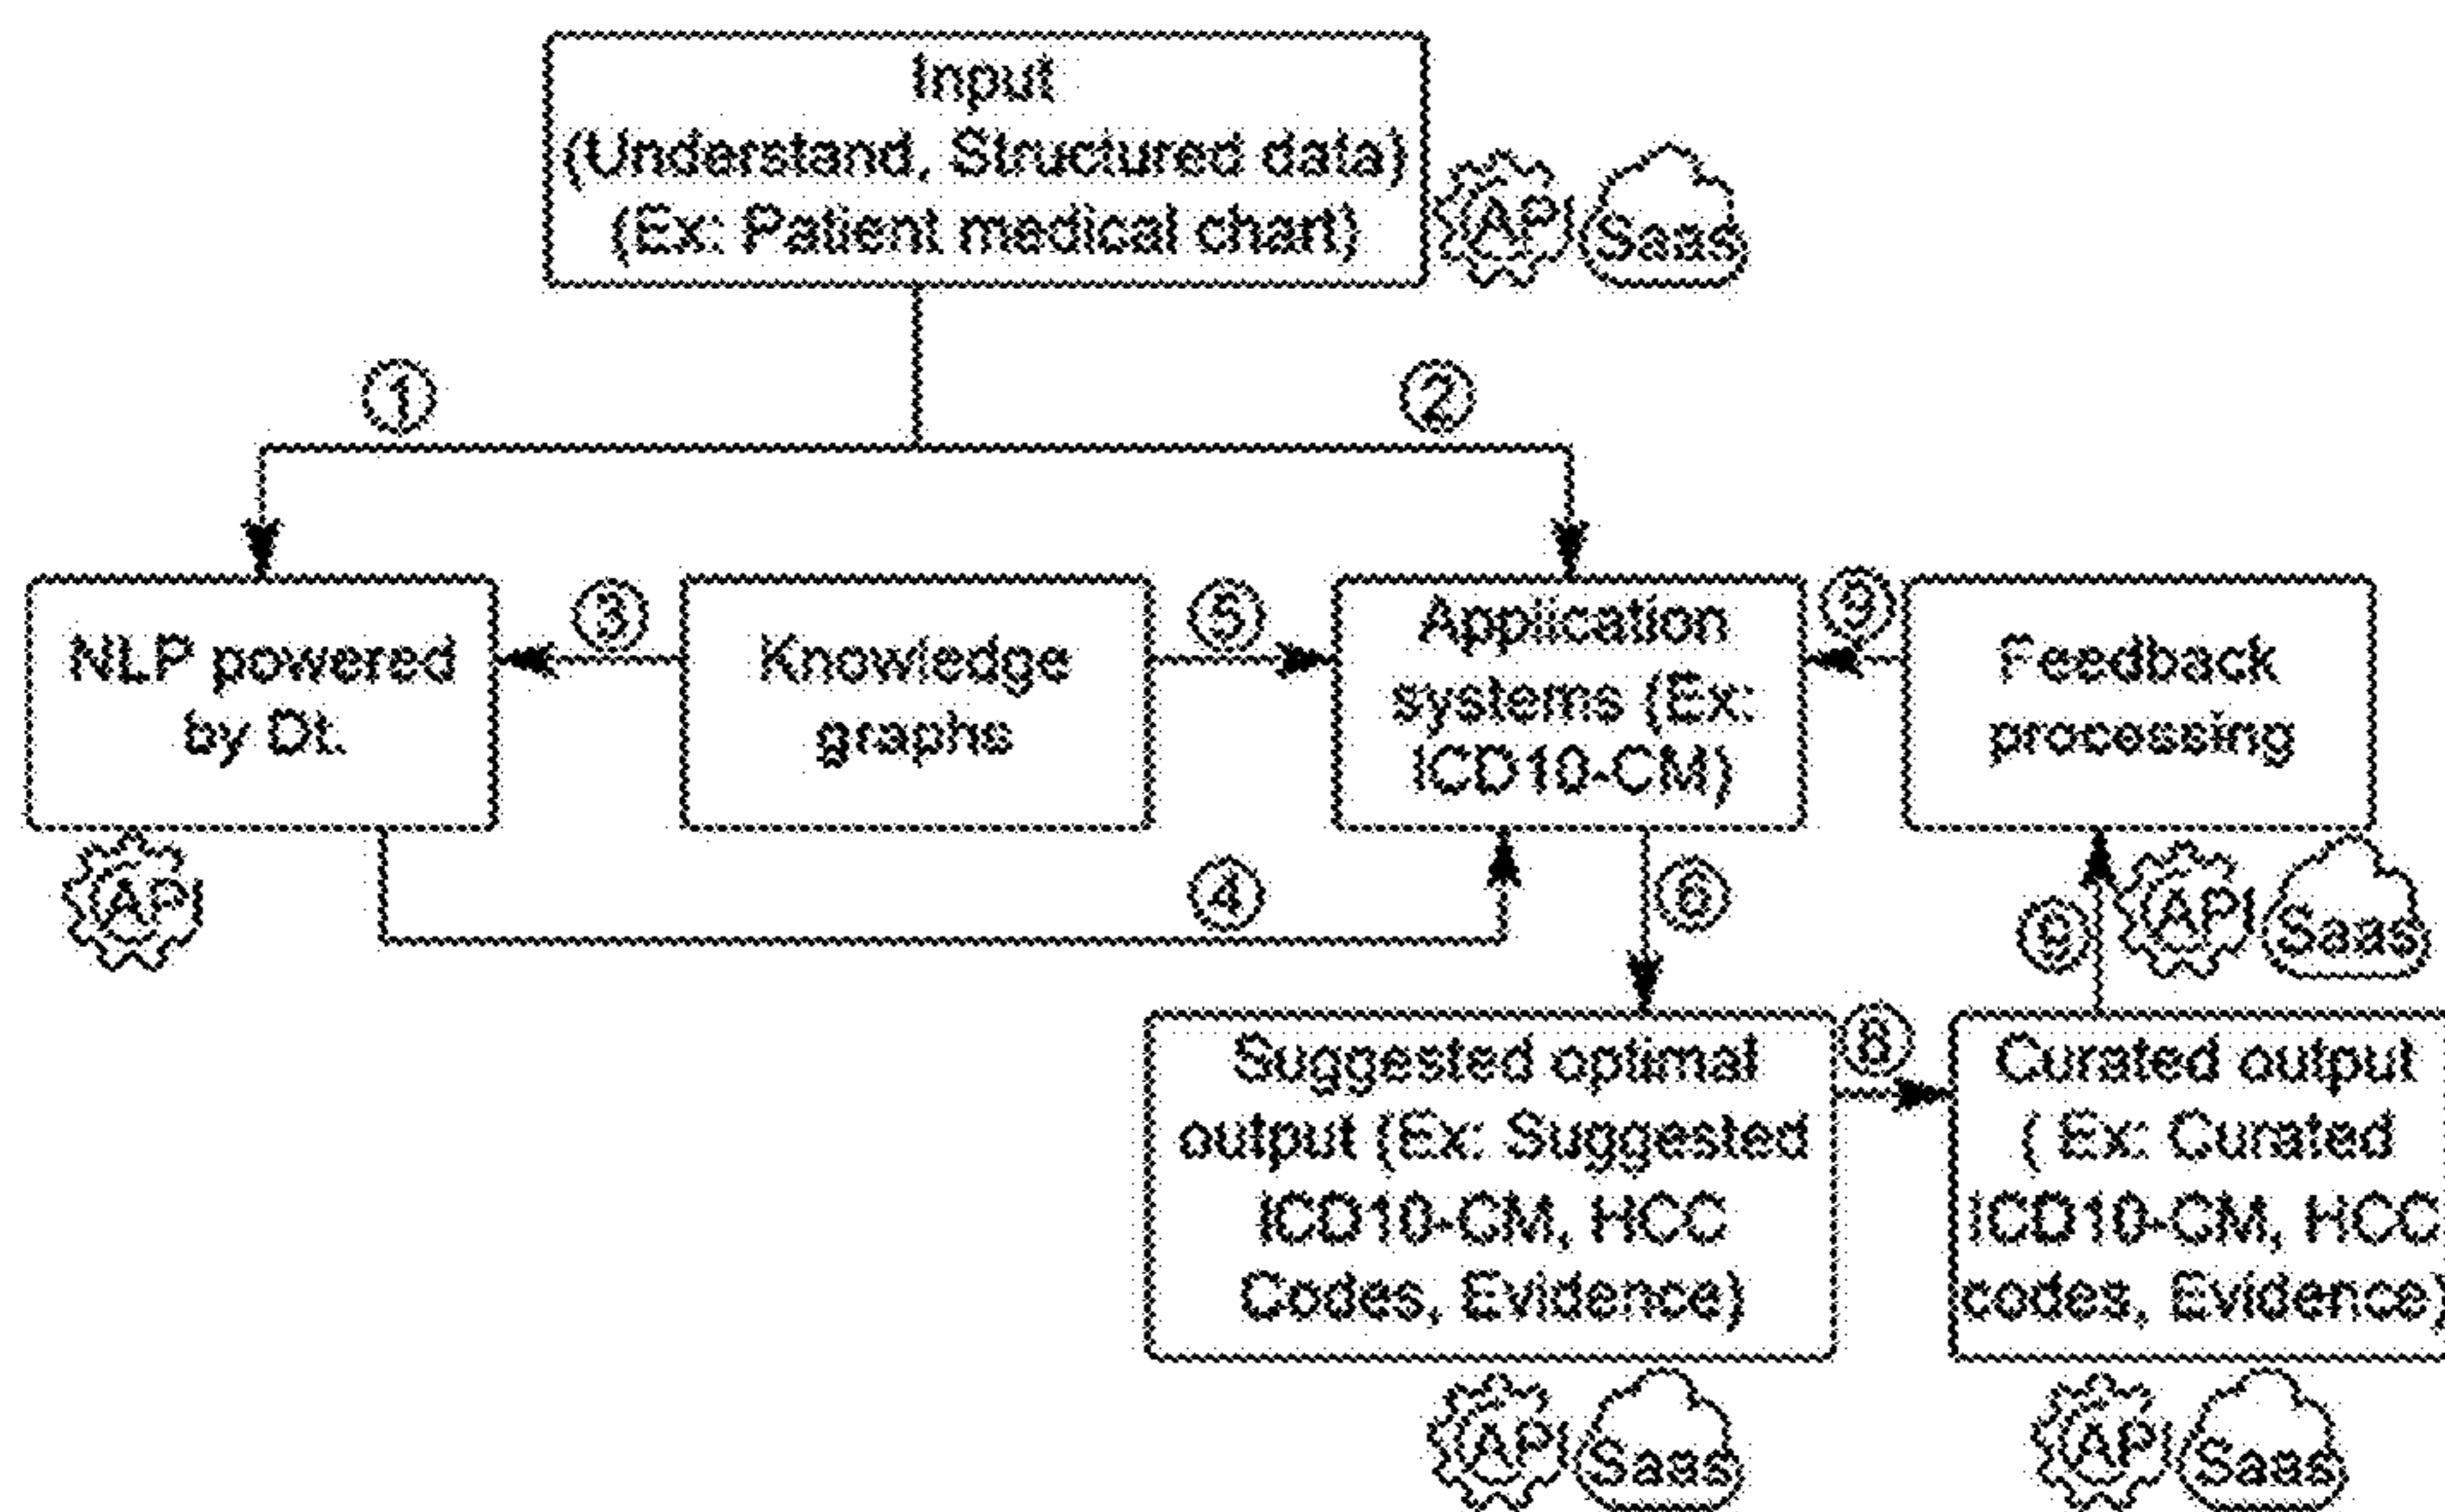 Input
(Understand, Structured data)
(Ex: Patient medical chart)
API
Saas
①
②
NLP powered
by Dt.
③
Knowledge
graphs
⑤
Application
systems (Ex:
ICD10-CM)
⑨
Feedback
processing
API
④
⑥
⑨
API
Saas
Suggested optimal
output (Ex: Suggested
ICD10-CM, HCC
Codes, Evidence)
⑧
Curated output
( Ex: Curated
ICD10-CM, HCC
codes, Evidence)
API
Saas
API
Saas